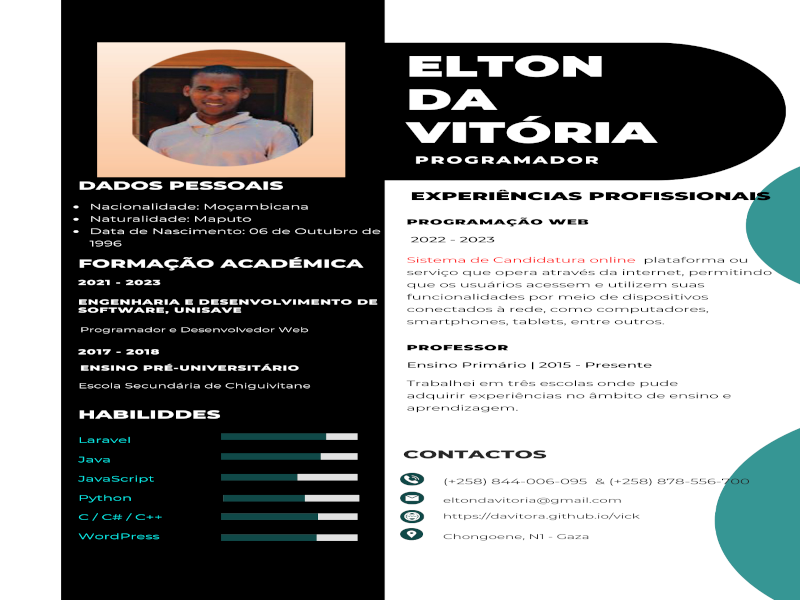 ELTON
DA
VITÓRIA
PROGRAMADOR
DADOS PESSOAIS
Nacionalidade: Moçambicana
Naturalidade: Maputo
Data de Nascimento: 06 de Outubro de
1996
FORMAÇÃO ACADÉMICA
2021 - 2023
ENGENHARIA E DESENVOLVIMENTO DE
SOFTWARE, UNISAVE
Programador e Desenvolvedor Web
2017 - 2018
ENSINO PRÉ-UNIVERSITÁRIO
Escola Secundária de Chiguivitane
HABILIDDES
Laravel
Java
JavaScript
Python
C / C# / C++
WordPress
EXPERIÊNCIAS PROFISSIONAIS
PROGRAMAÇÃO WEB
2022 - 2023
Sistema de Candidatura online plataforma ou
serviço que opera através da internet, permitindo
que os usuários acessem e utilizem suas
funcionalidades por meio de dispositivos
conectados à rede, como computadores,
smartphones, tablets, entre outros.
PROFESSOR
Ensino Primário | 2015 - Presente
Trabalhei em três escolas onde pude
adquirir experiências no âmbito de ensino e
aprendizagem.
CONTACTOS
(+258) 844-006-095 & (+258) 878-556-700
eltondavitoria@gmail.com
https://davitora.github.io/vick
Chongoene, N1 - Gaza